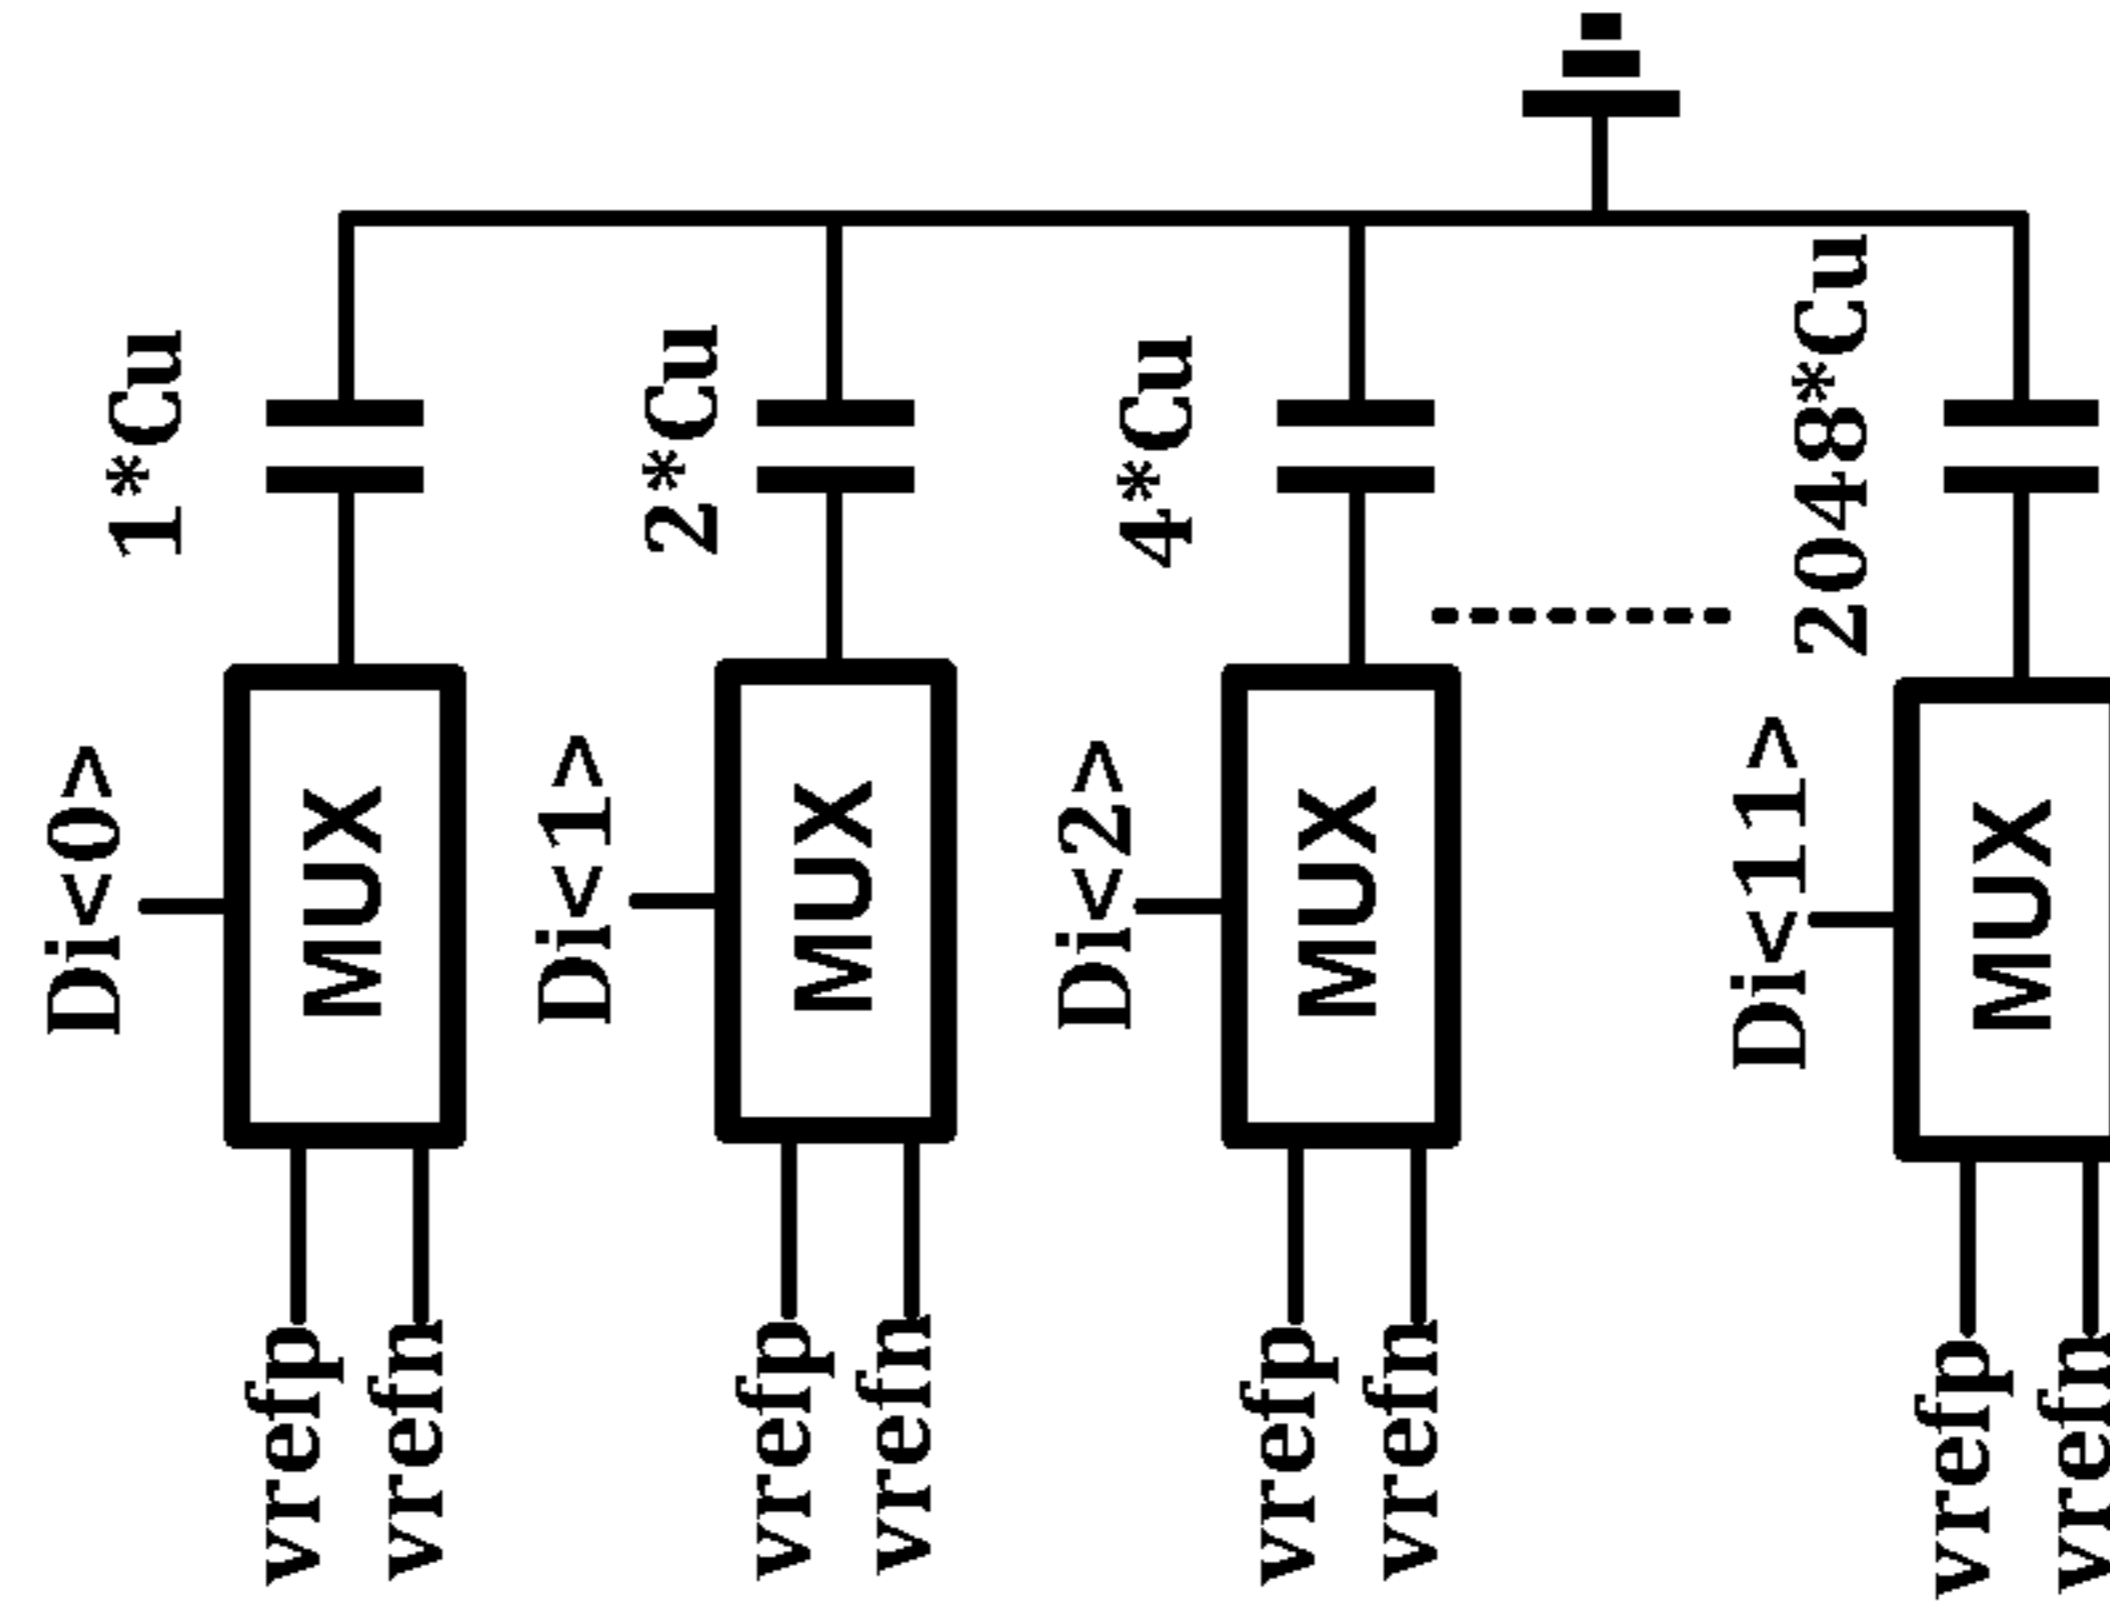 1*Cu
2*Cu
4*Cu
2048*Cu
Di<0>
MUX
Di<1>
MUX
Di<2>
MUX
Di<11>
MUX
vrefp
vrefn
vrefp
vrefn
vrefp
vrefn
vrefp
vrefn